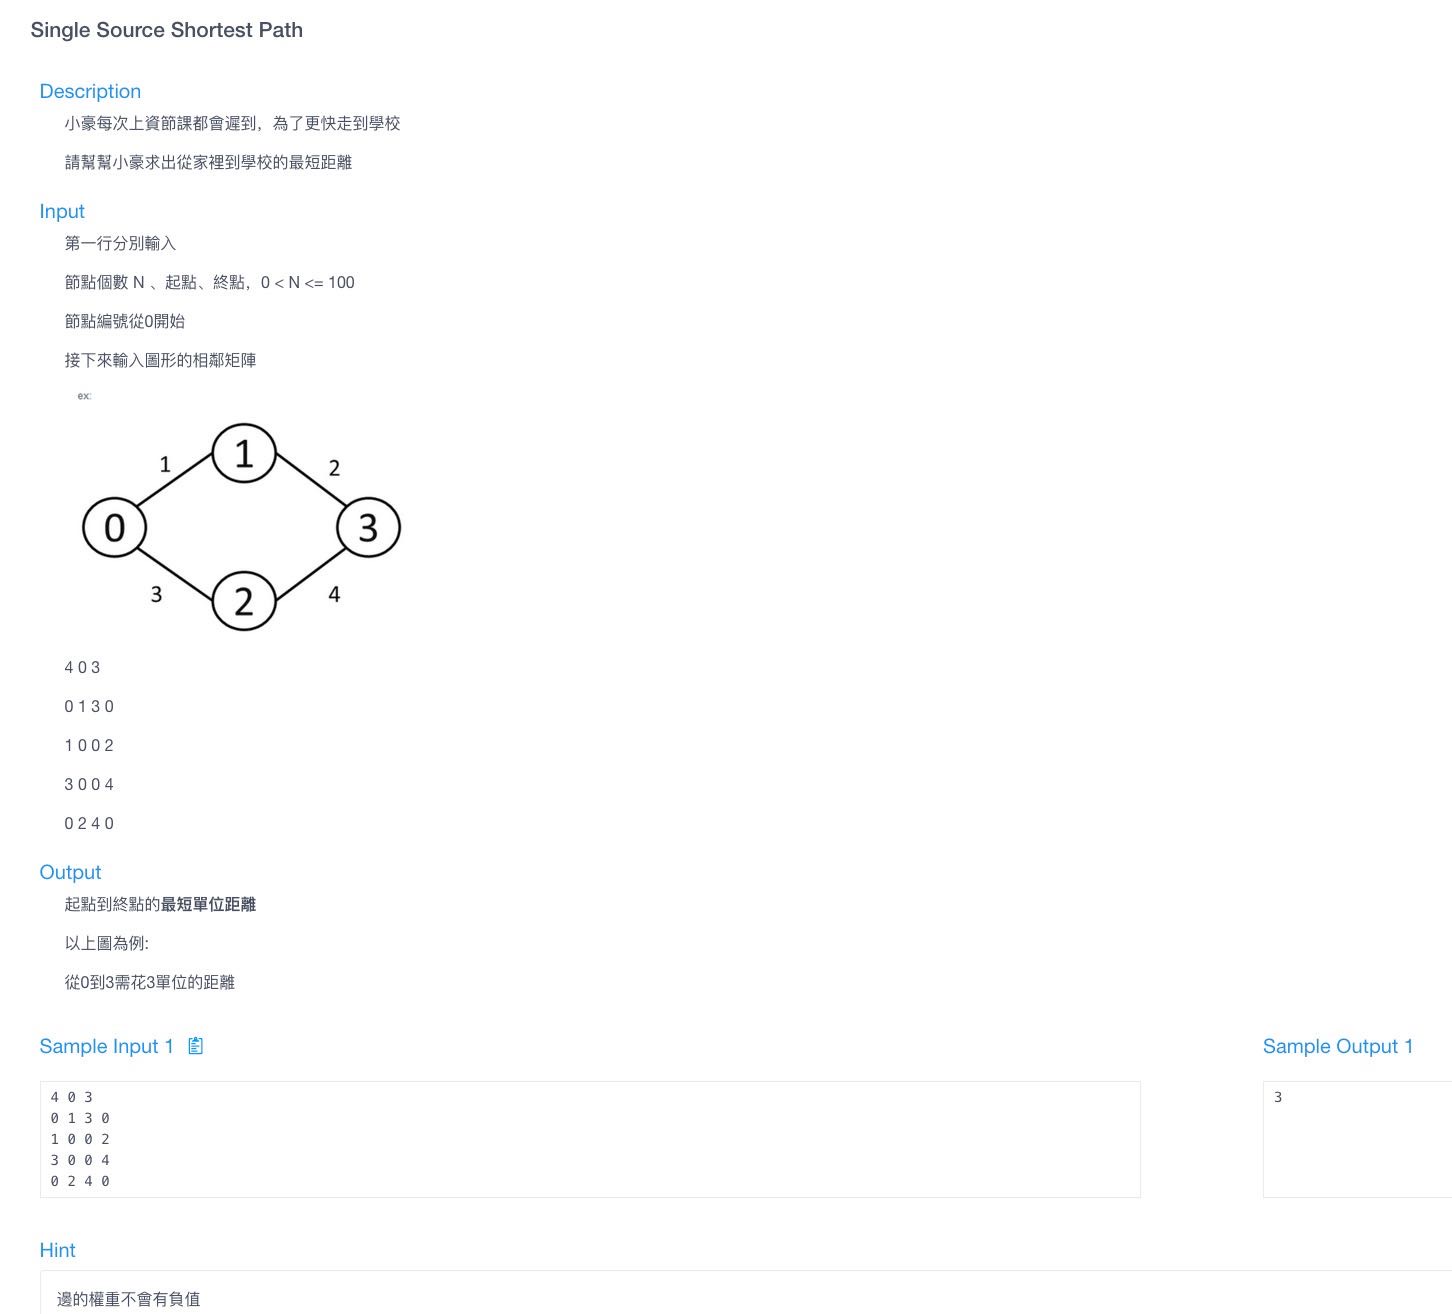 Single Source Shortest Path
Description
小豪每次上資節課都會遲到，為了更快走到學校
請幫幫小豪求出從家裡到學校的最短距離
Input
第一行分別輸入
節點個數 N 、起點、終點，0 < N <= 100
節點編號從0開始
接下來輸入圖形的相鄰矩陣
ex:
1
1
2
0
3
3
2
4
4 0 3
0 1 3 0
1 0 0 2
3 0 0 4
0 2 4 0
Output
起點到終點的最短單位距離
以上圖為例:
從0到3需花3單位的距離
Sample Input 1
4 0 3
0 1 3 0
1 0 0 2
3 0 0 4
0 2 4 0
Sample Output 1
3
Hint
邊的權重不會有負值